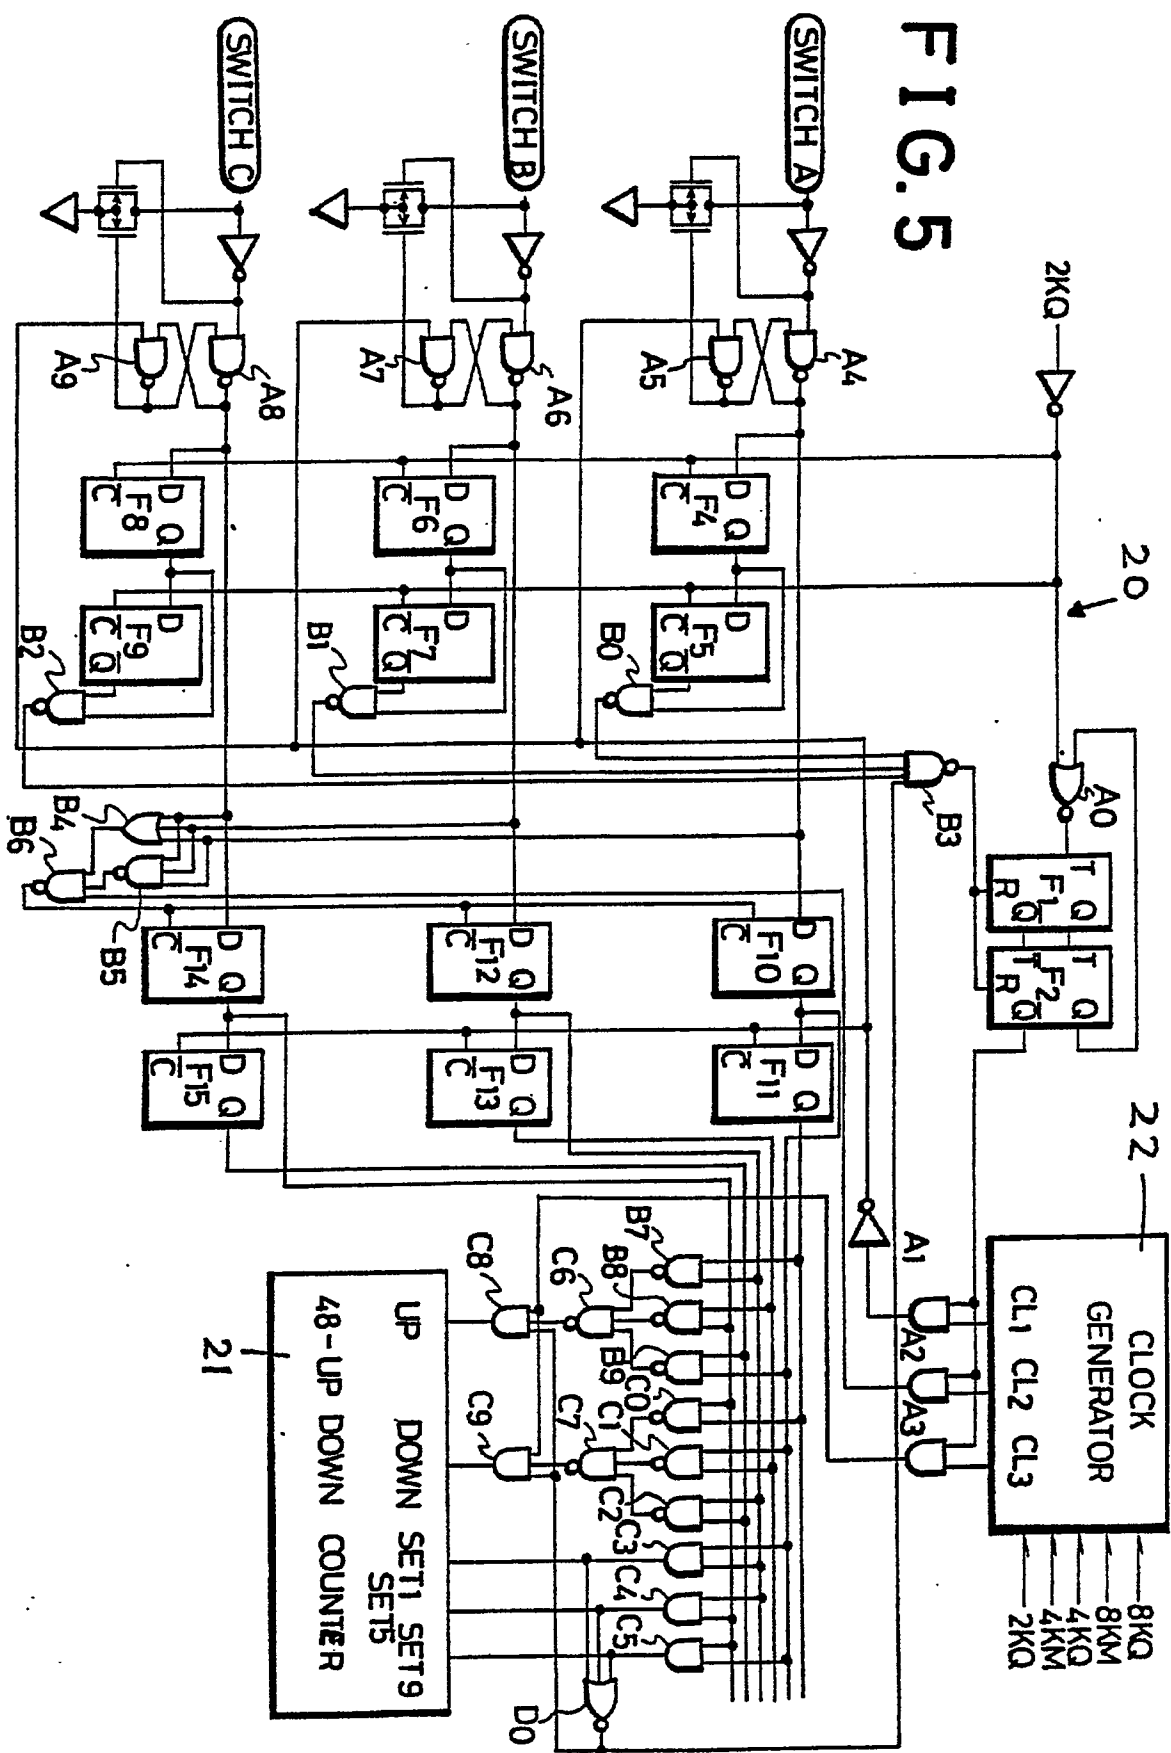 FIG. 5
20
22
2KQ
A0
T Q
F1
R Q
T Q
F2
R Q
CLOCK
GENERATOR
CL1 CL2 CL3
8KQ
8KM
4KQ
4KM
2KQ
A1
A2
A3
B3
SWITCH A
A4
A5
D Q
F4
C
D
F5
C Q
B0
D Q
F10
C
D Q
F11
C
SWITCH B
A6
A7
D Q
F6
C
D
F7
C Q
B1
D Q
F12
C
D Q
F13
C
SWITCH C
A8
A9
D Q
F8
C
D
F9
C Q
B2
B4
B5
B6
D Q
F14
C
D Q
F15
C
B7
B8
B9
C0
C1
C2
C3
C4
C5
C6
C7
C8
C9
D0
UP DOWN SET1 SET9
SET5
48-UP DOWN COUNTER
21